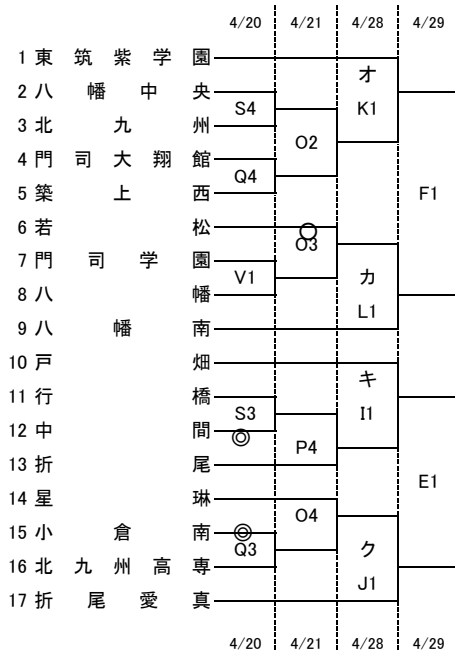 4/20 4/21 4/28 4/29
1 東筑紫学園
オ
2 八幡中央
S4 K1
3 北九州
O2
4 門司大翔館
Q4
5 築上西
F1
6 若松
○
O3
7 門司学園
V1 カ
8 八幡
L1
9 八幡南
10 戸畑
キ
11 行橋
S3 I1
12 中間
◎
P4
13 折尾
E1
14 星琳
O4
15 小倉南 ◎
Q3 ク
16 北九州高専
J1
17 折尾愛真
4/20 4/21 4/28 4/29